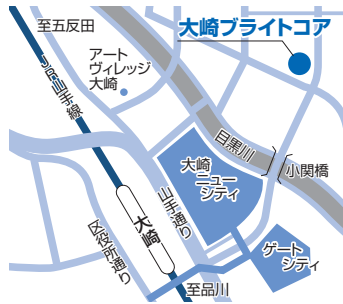 至五反田
大崎ブライトコア
アート
ヴィレッジ
大崎
JR山手線
目黒川
大崎
ニュー
シティ
小関橋
山手通り
大崎
区役所通り
ゲート
シティ
至品川